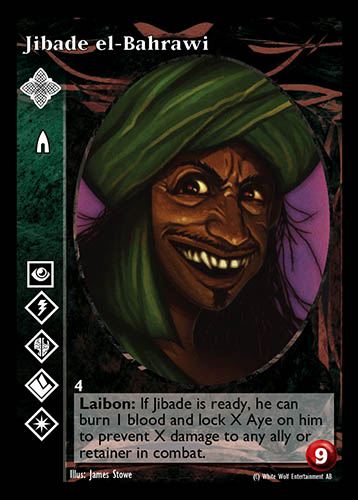 Jibade el-Bahrawi
4
Laibon: If Jibade is ready, he can
burn 1 blood and lock X Aye on him
to prevent X damage to any ally or
retainer in combat.
9
Illus: James Stowe
(C) White Wolf Entertainment AB